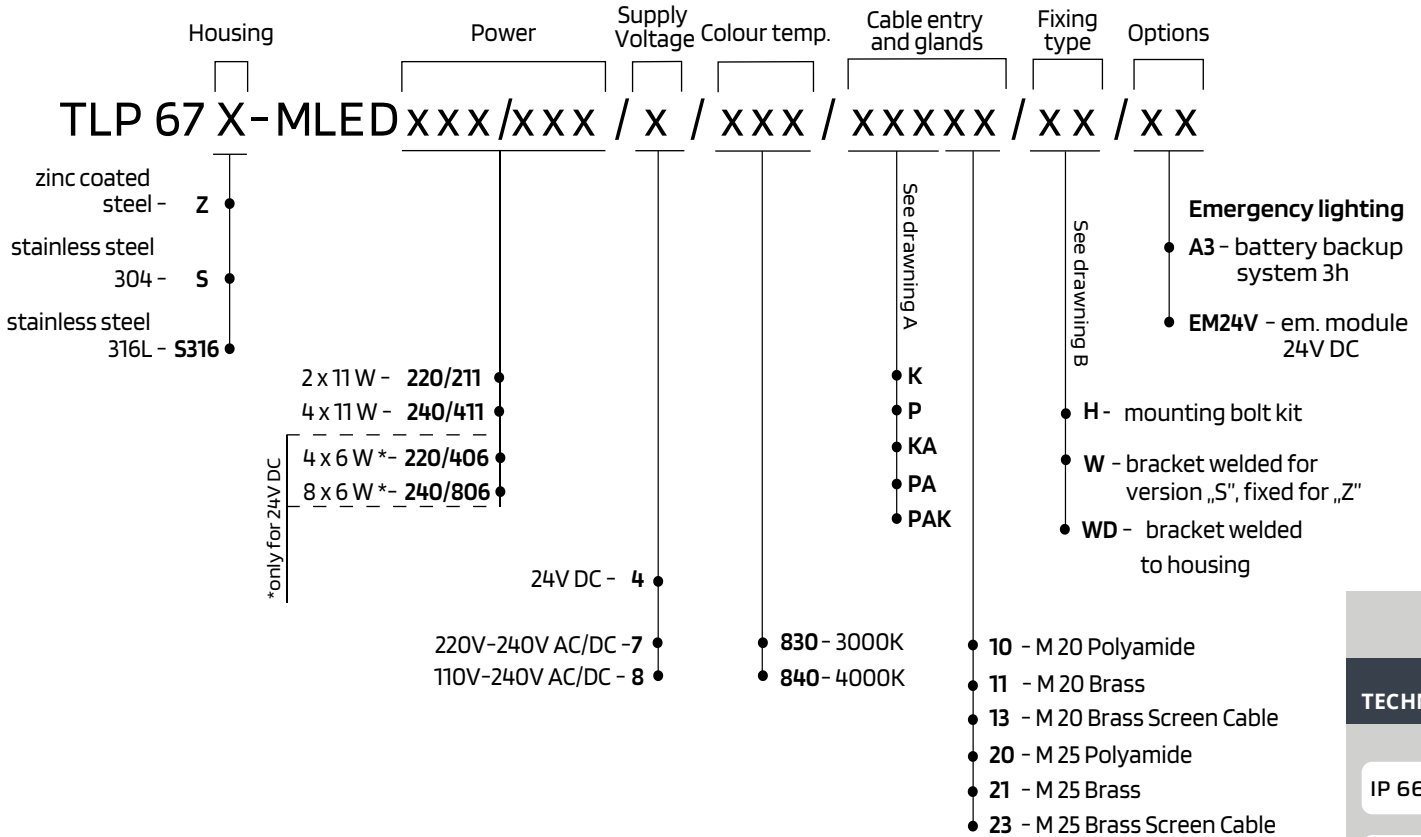 Housing
Power
Supply
Voltage
Colour temp.
Cable entry
and glands
Fixing
type
Options
TLP 67 X-MLED xxx/xxx / x / xxx / xxxxx / xx / xx
zinc coated
steel - Z
stainless steel
304 - S
stainless steel
316L - S316
2 x 11 W - 220/211
4 x 11 W - 240/411
4 x 6 W *- 220/406
8 x 6 W *- 240/806
*only for 24V DC
24V DC - 4
220V-240V AC/DC -7
110V-240V AC/DC - 8
830 - 3000K
840 - 4000K
See drawning A
K
P
KA
PA
PAK
10 - M 20 Polyamide
11 - M 20 Brass
13 - M 20 Brass Screen Cable
20 - M 25 Polyamide
21 - M 25 Brass
23 - M 25 Brass Screen Cable
See drawning B
H - mounting bolt kit
W - bracket welded for
version „S”, fixed for „Z”
WD - bracket welded
to housing
Emergency lighting
A3 - battery backup
system 3h
EM24V - em. module
24V DC
IP 66